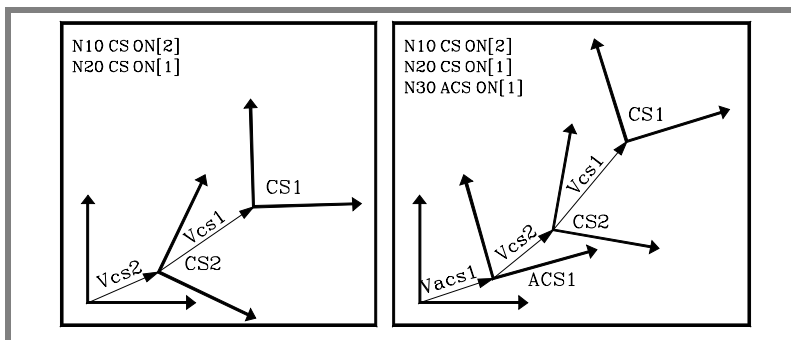 N10 CS ON[2]
N20 CS ON[1]
CS1
Vcs1
CS2
Vcs2
N10 CS ON[2]
N20 CS ON[1]
N30 ACS ON[1]
CS1
Vcs1
CS2
Vcs2
ACS1
Vacs1